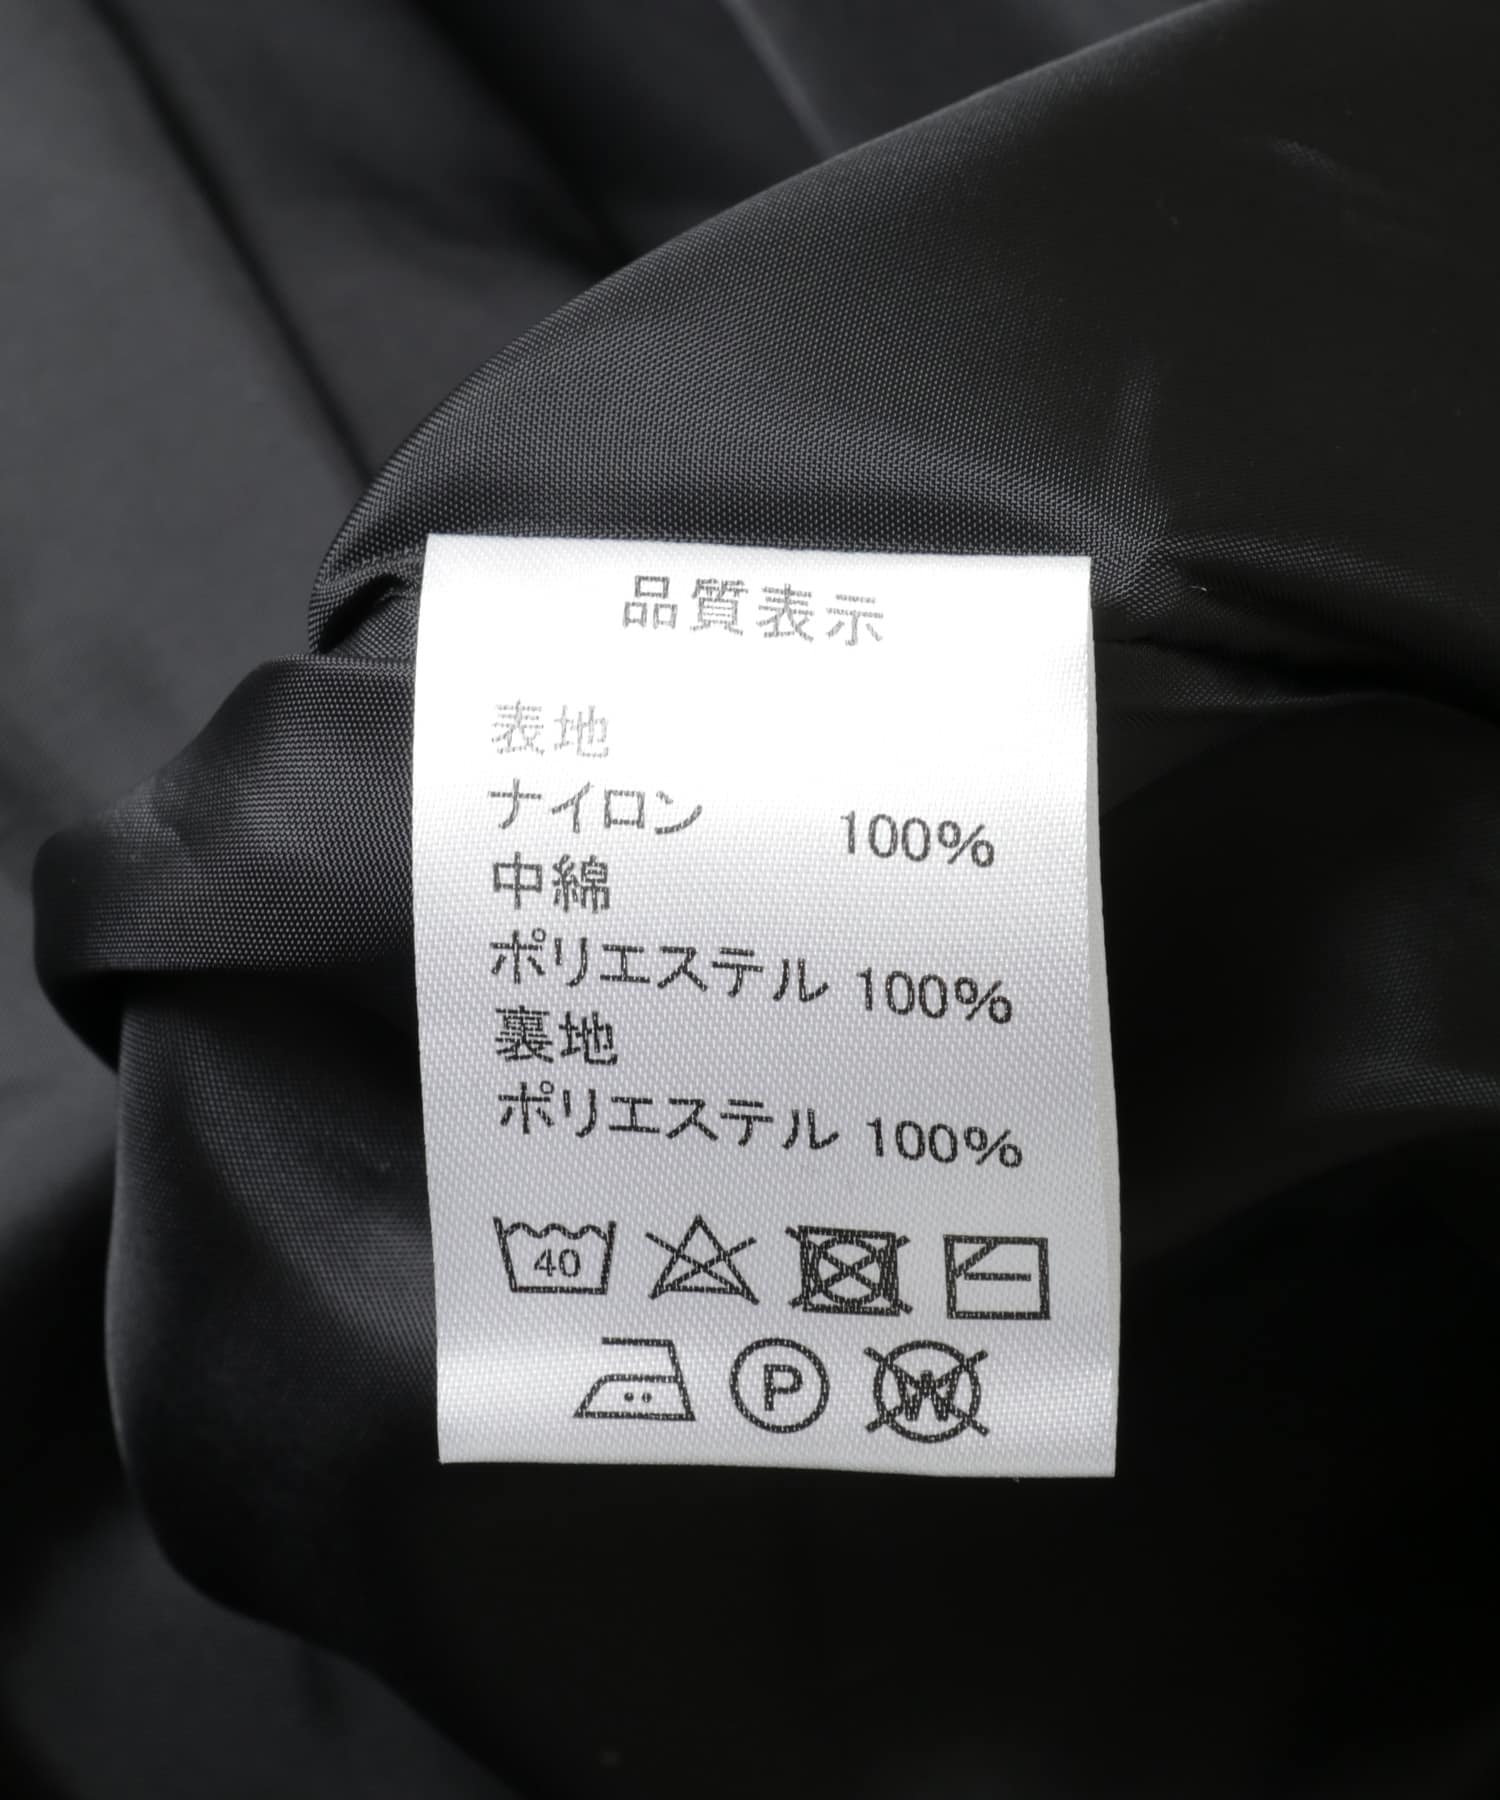 品質表示
表地
ナイロン 100%
中綿
ポリエステル 100%
裏地
ポリエステル 100%
40
P W